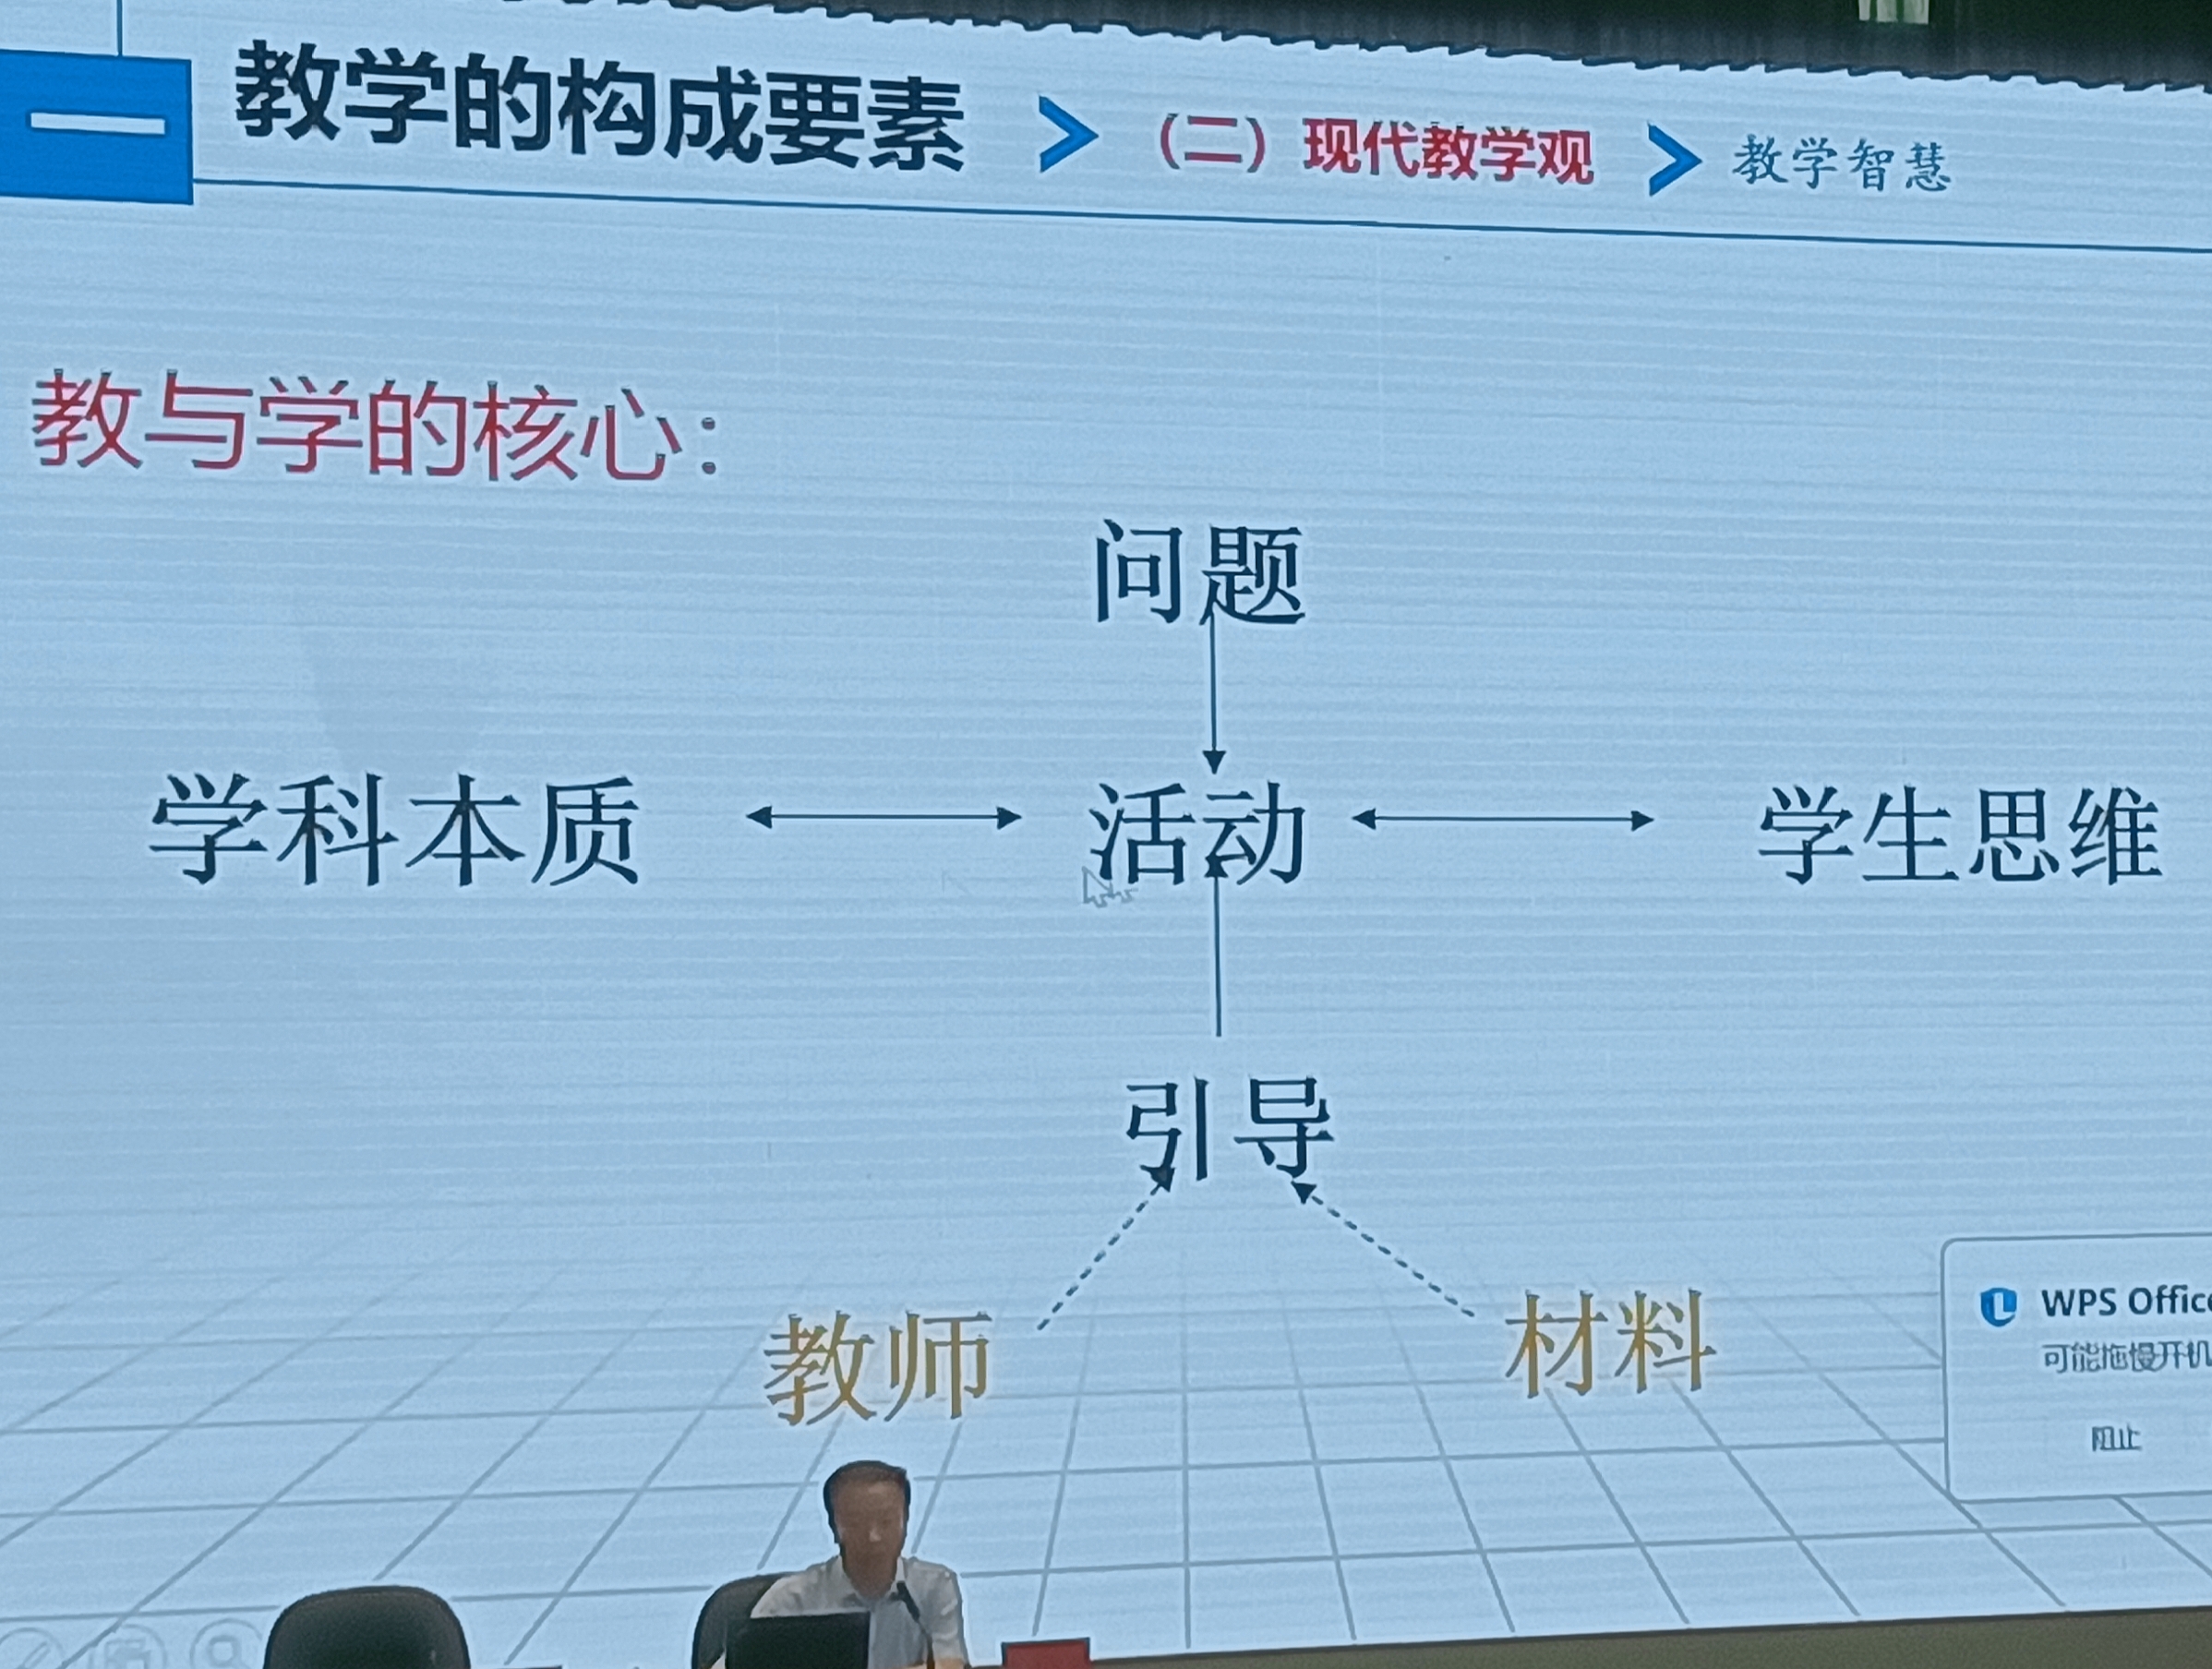 一
教学的构成要素 > (二) 现代教学观 > 教学智慧
教与学的核心：
问题
学科本质 活动 学生思维
引导
教师 材料
WPS Office
可能拖慢开机
阻止